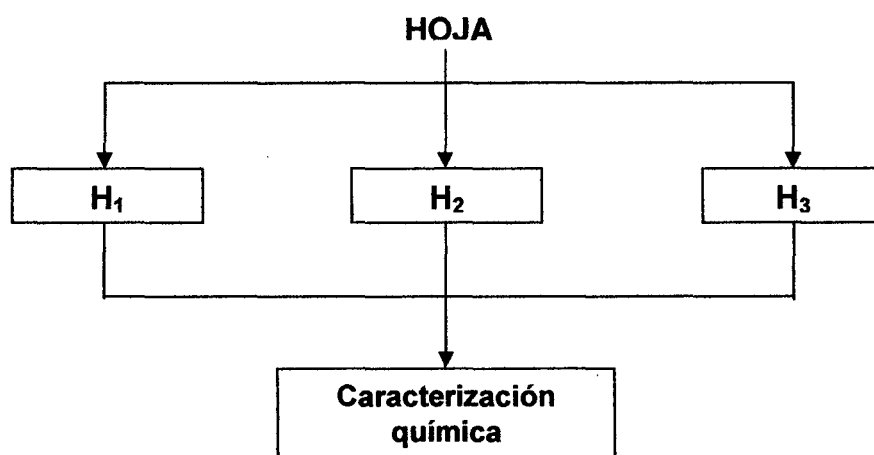 HOJA
H₁
H₂
H₃
Caracterización
química